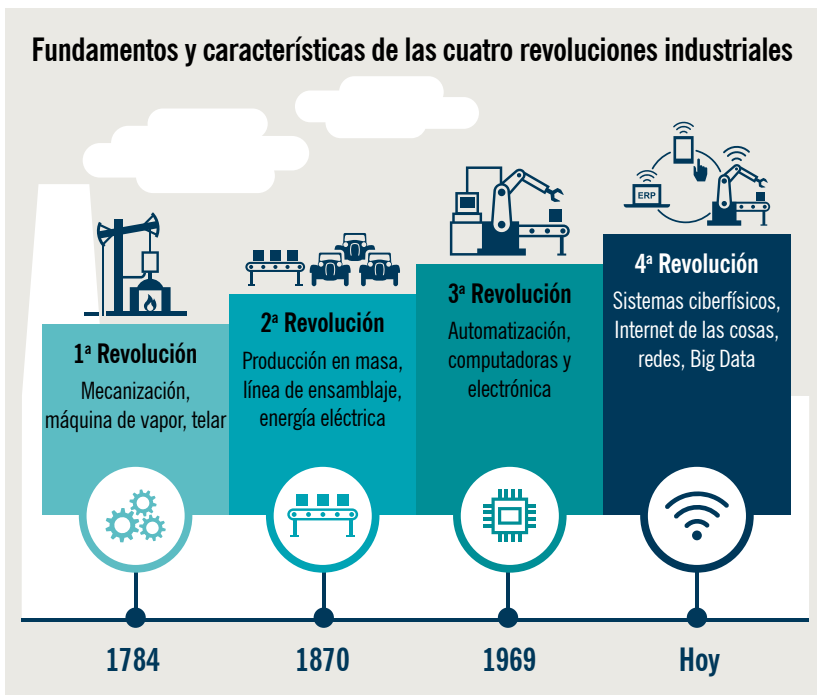 Fundamentos y características de las cuatro revoluciones industriales
ERP
1ª Revolución
Mecanización,
máquina de vapor, telar
2ª Revolución
Producción en masa,
línea de ensamblaje,
energía eléctrica
3ª Revolución
Automatización,
computadoras y
electrónica
4ª Revolución
Sistemas ciberfísicos,
Internet de las cosas,
redes, Big Data
1784
1870
1969
Hoy